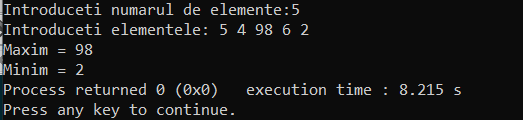 Introduceti numarul de elemente:5
Introduceti elementele: 5 4 98 6 2
Maxim = 98
Minim = 2
Process returned 0 (0x0)   execution time : 8.215 s
Press any key to continue.